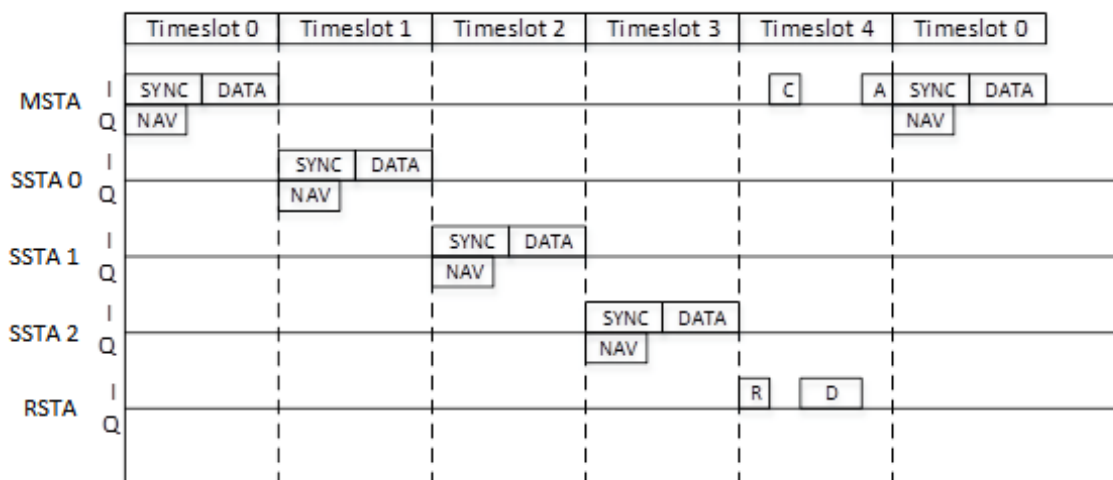 Timeslot 0 Timeslot 1 Timeslot 2 Timeslot 3 Timeslot 4 Timeslot 0
MSTA I SYNC DATA C A SYNC DATA
Q NAV NAV
SSTA 0 I SYNC DATA
Q NAV
SSTA 1 I SYNC DATA
Q NAV
SSTA 2 I SYNC DATA
Q NAV
RSTA I R D
Q